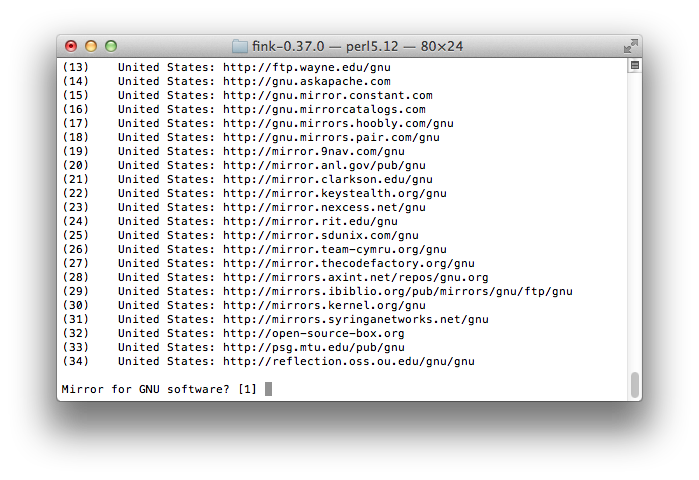 fink-0.37.0 — perl5.12 — 80×24
(13)    United States: http://ftp.wayne.edu/gnu
(14)    United States: http://gnu.askapache.com
(15)    United States: http://gnu.mirror.constant.com
(16)    United States: http://gnu.mirrorcatalogs.com
(17)    United States: http://gnu.mirrors.hoobly.com/gnu
(18)    United States: http://gnu.mirrors.pair.com/gnu
(19)    United States: http://mirror.9nav.com/gnu
(20)    United States: http://mirror.anl.gov/pub/gnu
(21)    United States: http://mirror.clarkson.edu/gnu
(22)    United States: http://mirror.keystealth.org/gnu
(23)    United States: http://mirror.nexcess.net/gnu
(24)    United States: http://mirror.rit.edu/gnu
(25)    United States: http://mirror.sdunix.com/gnu
(26)    United States: http://mirror.team-cymru.org/gnu
(27)    United States: http://mirror.thecodefactory.org/gnu
(28)    United States: http://mirrors.axint.net/repos/gnu.org
(29)    United States: http://mirrors.ibiblio.org/pub/mirrors/gnu/ftp/gnu
(30)    United States: http://mirrors.kernel.org/gnu
(31)    United States: http://mirrors.syringanetworks.net/gnu
(32)    United States: http://open-source-box.org
(33)    United States: http://psg.mtu.edu/pub/gnu
(34)    United States: http://reflection.oss.ou.edu/gnu/gnu
Mirror for GNU software? [1]